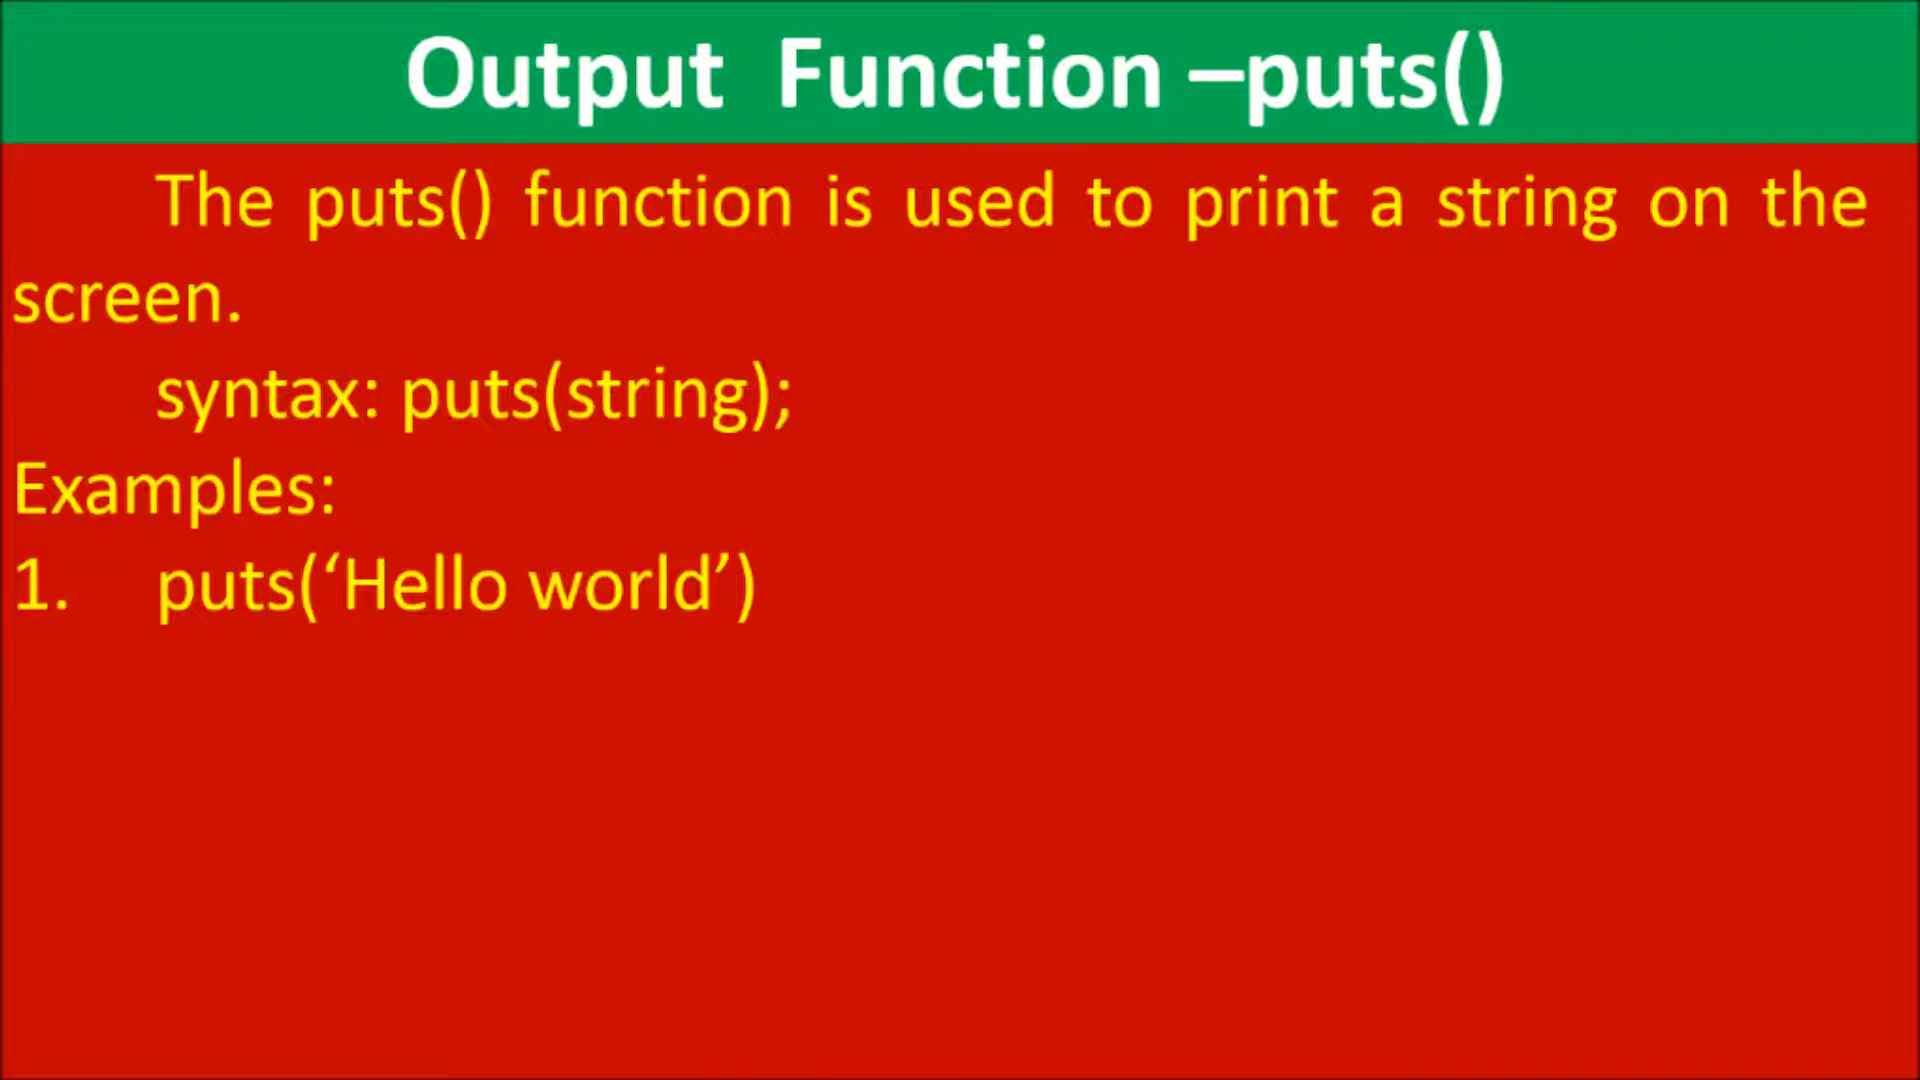 Output Function –puts()
The puts() function is used to print a string on the
screen.
syntax: puts(string);
Examples:
1. puts(‘Hello world’)